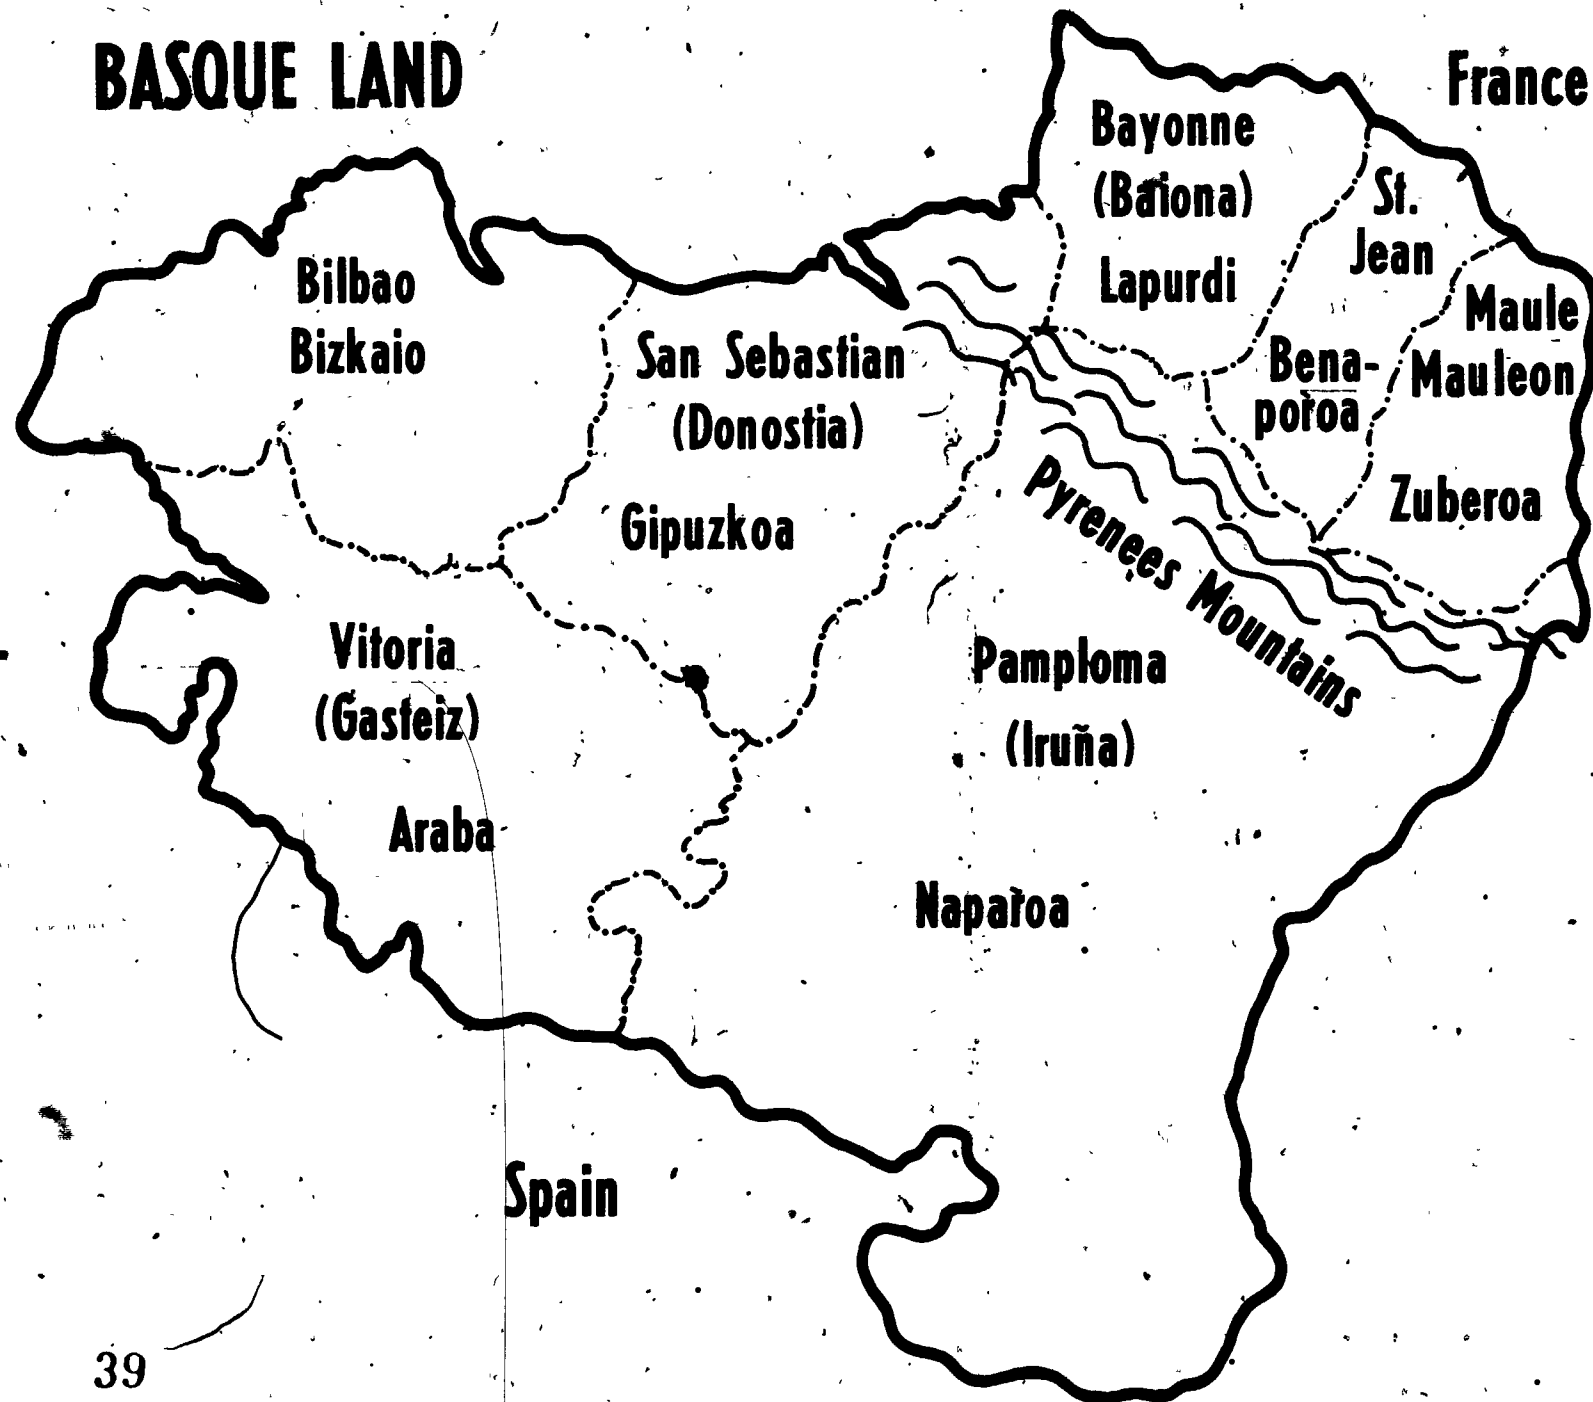 BASQUE LAND
France
Bayonne
(Baiona)
Lapurdi
St.
Jean
Bena-
poroa
Maule
Mauleon
Zuberoa
Bilbao
Bizkaio
San Sebastian
(Donostia)
Gipuzkoa
Pyrenees Mountains
Vitoria
(Gasteiz)
Araba
Pamploma
(Iruña)
Naparoa
Spain
39